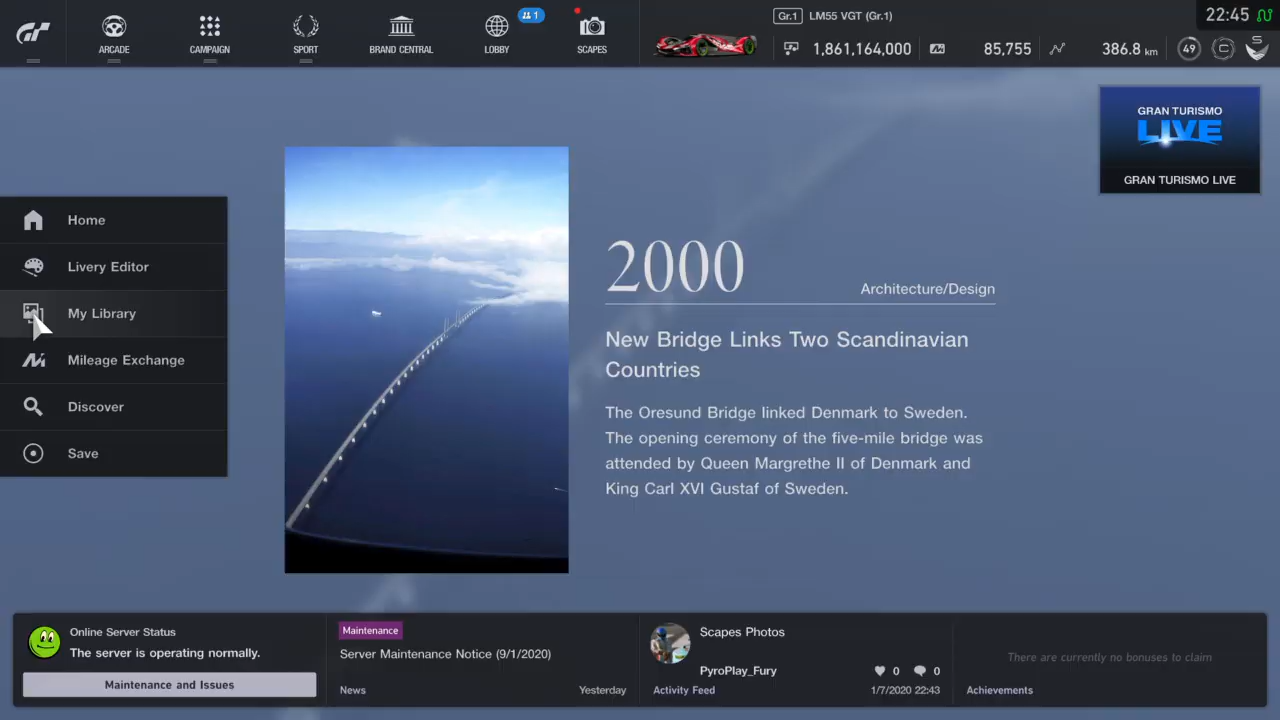 ARCADE
CAMPAIGN
SPORT
BRAND CENTRAL
LOBBY
1
SCAPES
Gr.1 LM55 VGT (Gr.1)
1,861,164,000
85,755
386.8 km
49
C
S
22:45
GRAN TURISMO
LIVE
GRAN TURISMO LIVE
Home
Livery Editor
My Library
Mileage Exchange
Discover
Save
2000
Architecture/Design
New Bridge Links Two Scandinavian
Countries
The Oresund Bridge linked Denmark to Sweden.
The opening ceremony of the five-mile bridge was
attended by Queen Margrethe II of Denmark and
King Carl XVI Gustaf of Sweden.
Online Server Status
The server is operating normally.
Maintenance and Issues
Maintenance
Server Maintenance Notice (9/1/2020)
News
Yesterday
Scapes Photos
PyroPlay_Fury
0
0
Activity Feed
1/7/2020 22:43
There are currently no bonuses to claim
Achievements